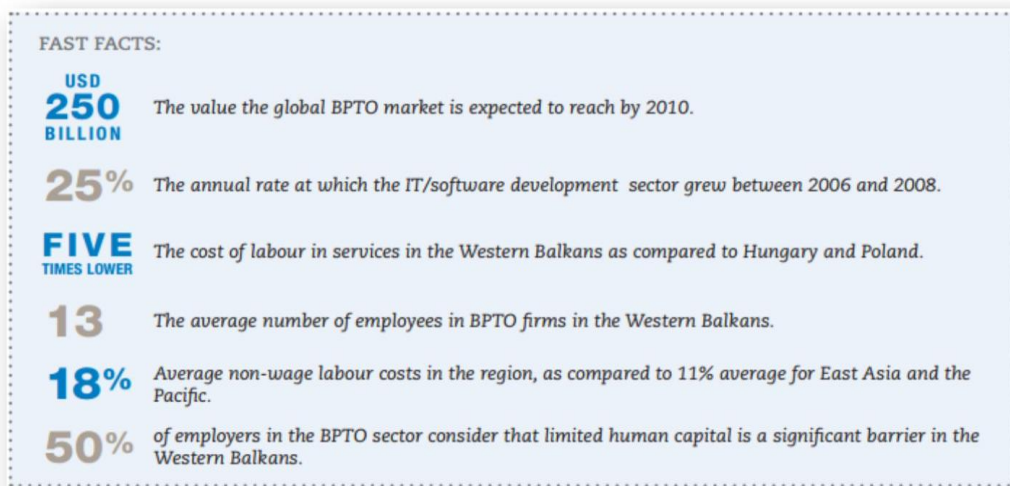 FAST FACTS:
USD
250
BILLION
The value the global BPTO market is expected to reach by 2010.
25%
The annual rate at which the IT/software development sector grew between 2006 and 2008.
FIVE
TIMES LOWER
The cost of labour in services in the Western Balkans as compared to Hungary and Poland.
13
The average number of employees in BPTO firms in the Western Balkans.
18%
Average non-wage labour costs in the region, as compared to 11% average for East Asia and the
Pacific.
50%
of employers in the BPTO sector consider that limited human capital is a significant barrier in the
Western Balkans.